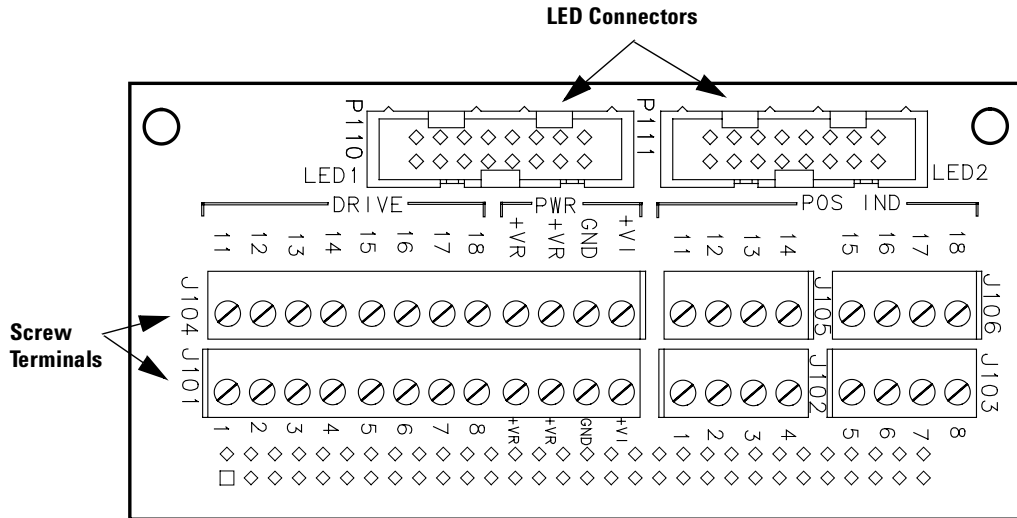 LED Connectors
P110
P111
LED1
LED2
DRIVE
PWR
POS IND
11 12 13 14 15 16 17 18 +VR +VR GND +VI 11 12 13 14 15 16 17 18
J104
J105
J106
Screw
Terminals
J101
J102
J103
1 2 3 4 5 6 7 8 +VR +VR GND +VI 1 2 3 4 5 6 7 8